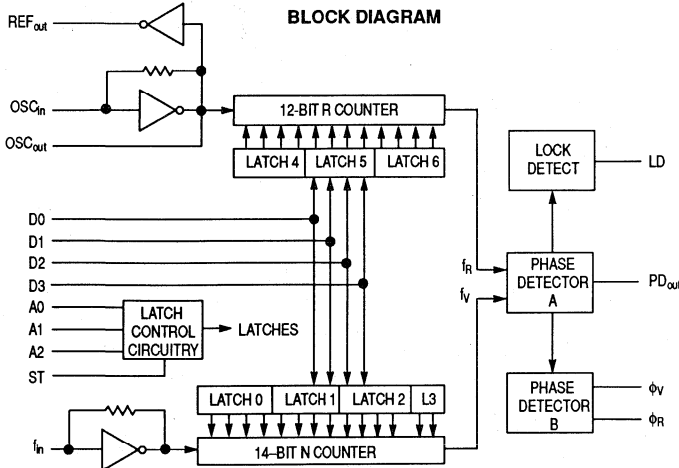 BLOCK DIAGRAM
REFout
OSCin
OSCout
12-BIT R COUNTER
LATCH 4 LATCH 5 LATCH 6
LOCK DETECT
LD
D0
D1
D2
D3
fR
fV
PHASE DETECTOR A
PDout
A0
A1
A2
ST
LATCH CONTROL CIRCUITRY
LATCHES
LATCH 0 LATCH 1 LATCH 2 L3
PHASE DETECTOR B
ϕV
ϕR
fin
14–BIT N COUNTER